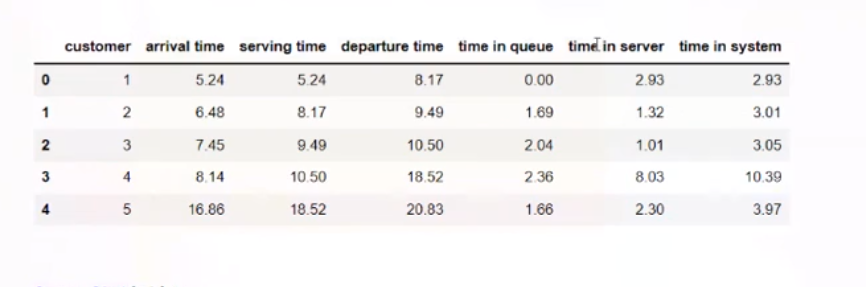 customer arrival time serving time departure time time in queue time in server time in system
0 1 5.24 5.24 8.17 0.00 2.93 2.93
1 2 6.48 8.17 9.49 1.69 1.32 3.01
2 3 7.45 9.49 10.50 2.04 1.01 3.05
3 4 8.14 10.50 18.52 2.36 8.03 10.39
4 5 16.86 18.52 20.83 1.66 2.30 3.97